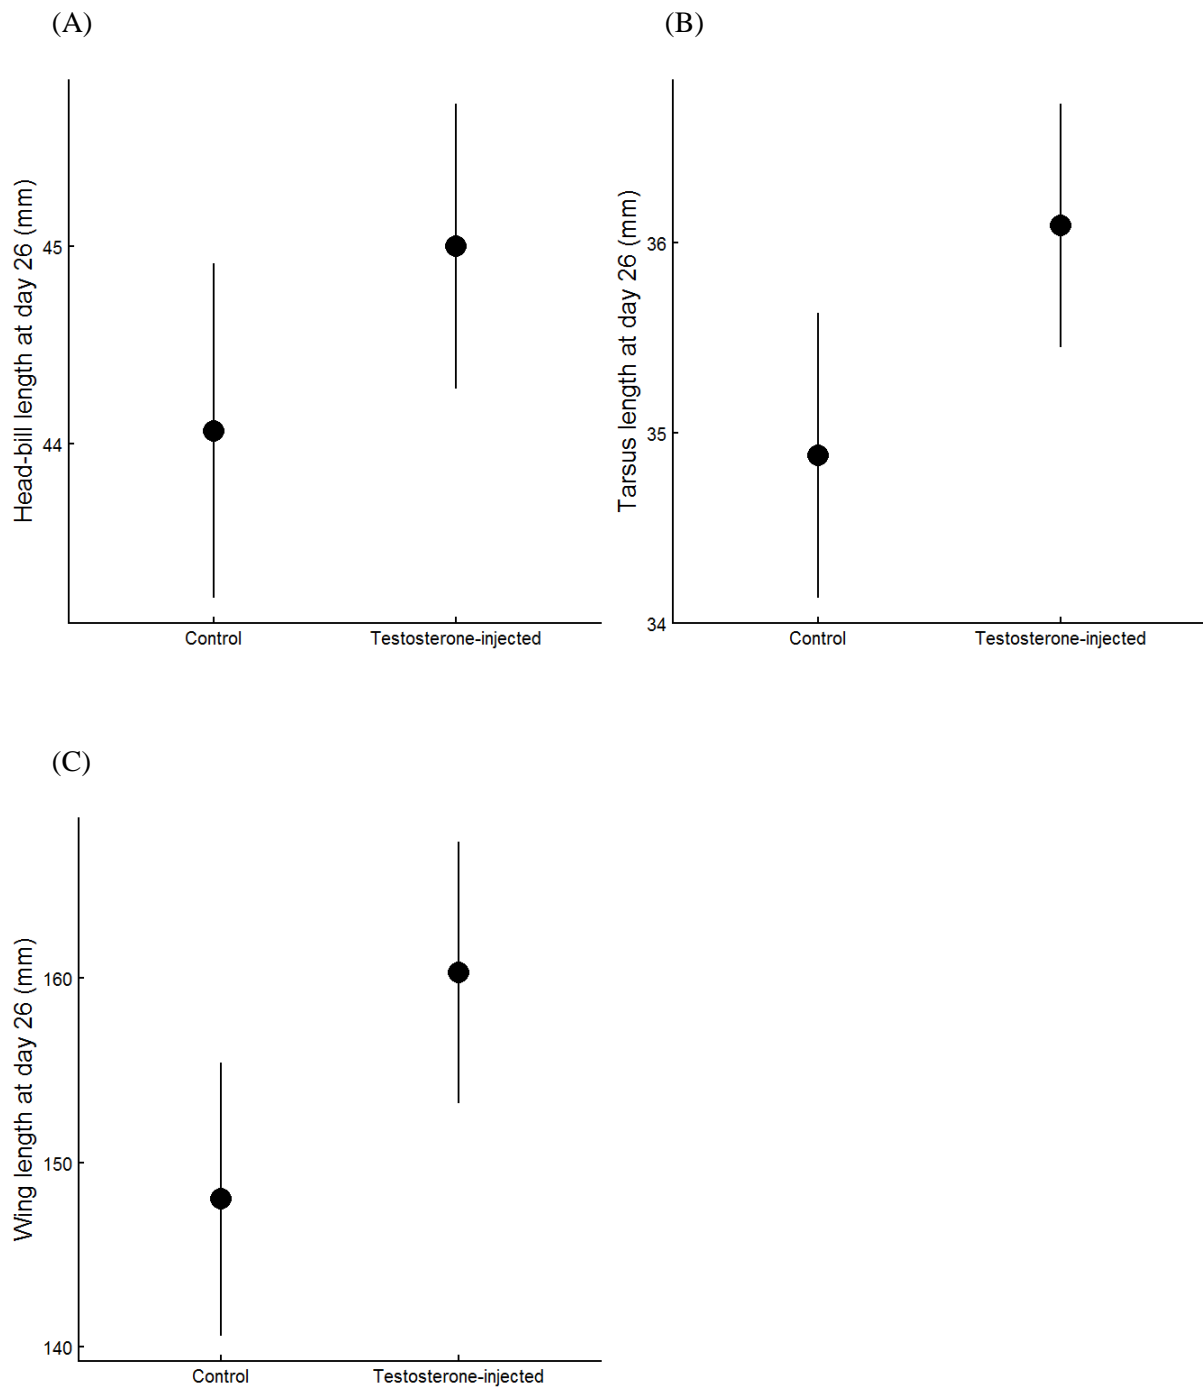 (A)
Head-bill length at day 26 (mm)
45
44
Control
Testosterone-injected
(B)
Tarsus length at day 26 (mm)
36
35
34
Control
Testosterone-injected
(C)
Wing length at day 26 (mm)
160
150
140
Control
Testosterone-injected